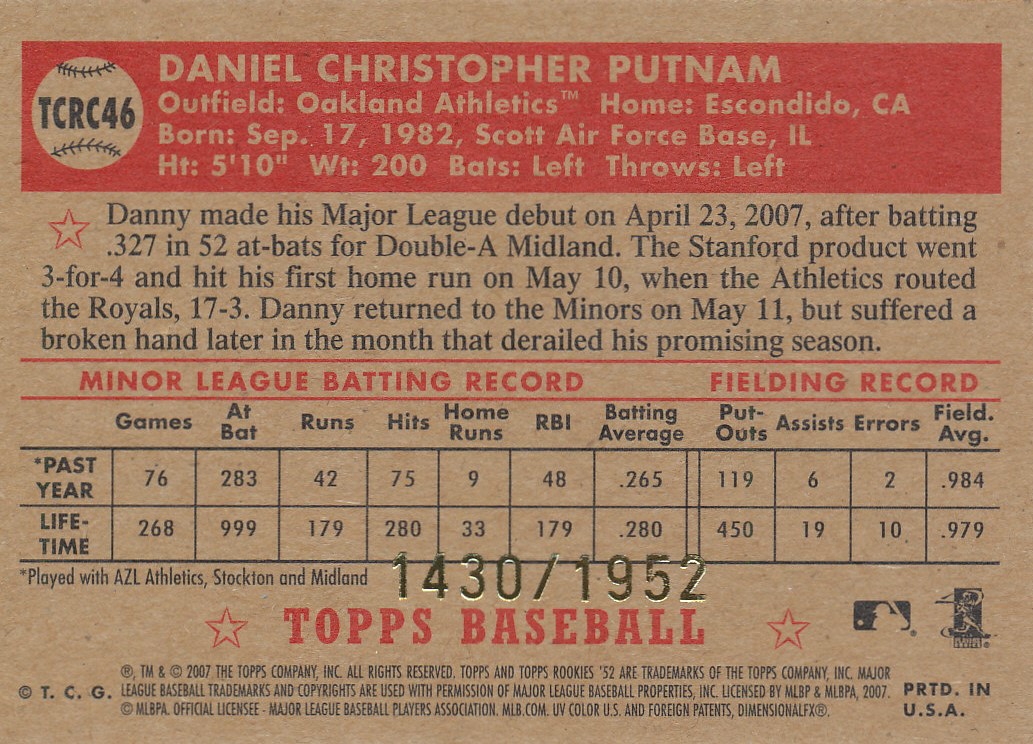 TCRC46
DANIEL CHRISTOPHER PUTNAM
Outfield: Oakland Athletics™ Home: Escondido, CA
Born: Sep. 17, 1982, Scott Air Force Base, IL
Ht: 5'10" Wt: 200 Bats: Left Throws: Left
Danny made his Major League debut on April 23, 2007, after batting
.327 in 52 at-bats for Double-A Midland. The Stanford product went
3-for-4 and hit his first home run on May 10, when the Athletics routed
the Royals, 17-3. Danny returned to the Minors on May 11, but suffered a
broken hand later in the month that derailed his promising season.
MINOR LEAGUE BATTING RECORD FIELDING RECORD
Games At Bat Runs Hits Home Runs RBI Batting Average Put-Outs Assists Errors Field. Avg.
*PAST YEAR 76 283 42 75 9 48 .265 119 6 2 .984
LIFE-TIME 268 999 179 280 33 179 .280 450 19 10 .979
*Played with AZL Athletics, Stockton and Midland
1430/1952
TOPPS BASEBALL
®, TM & © 2007 THE TOPPS COMPANY, INC. ALL RIGHTS RESERVED. TOPPS AND TOPPS ROOKIES '52 ARE TRADEMARKS OF THE TOPPS COMPANY, INC. MAJOR
© T. C. G. LEAGUE BASEBALL TRADEMARKS AND COPYRIGHTS ARE USED WITH PERMISSION OF MAJOR LEAGUE BASEBALL PROPERTIES, INC. LICENSED BY MLBP & MLBPA, 2007. PRTD. IN
© MLBPA. OFFICIAL LICENSEE - MAJOR LEAGUE BASEBALL PLAYERS ASSOCIATION. MLB.COM. UV COLOR U.S. AND FOREIGN PATENTS, DIMENSIONALFX®. U.S.A.